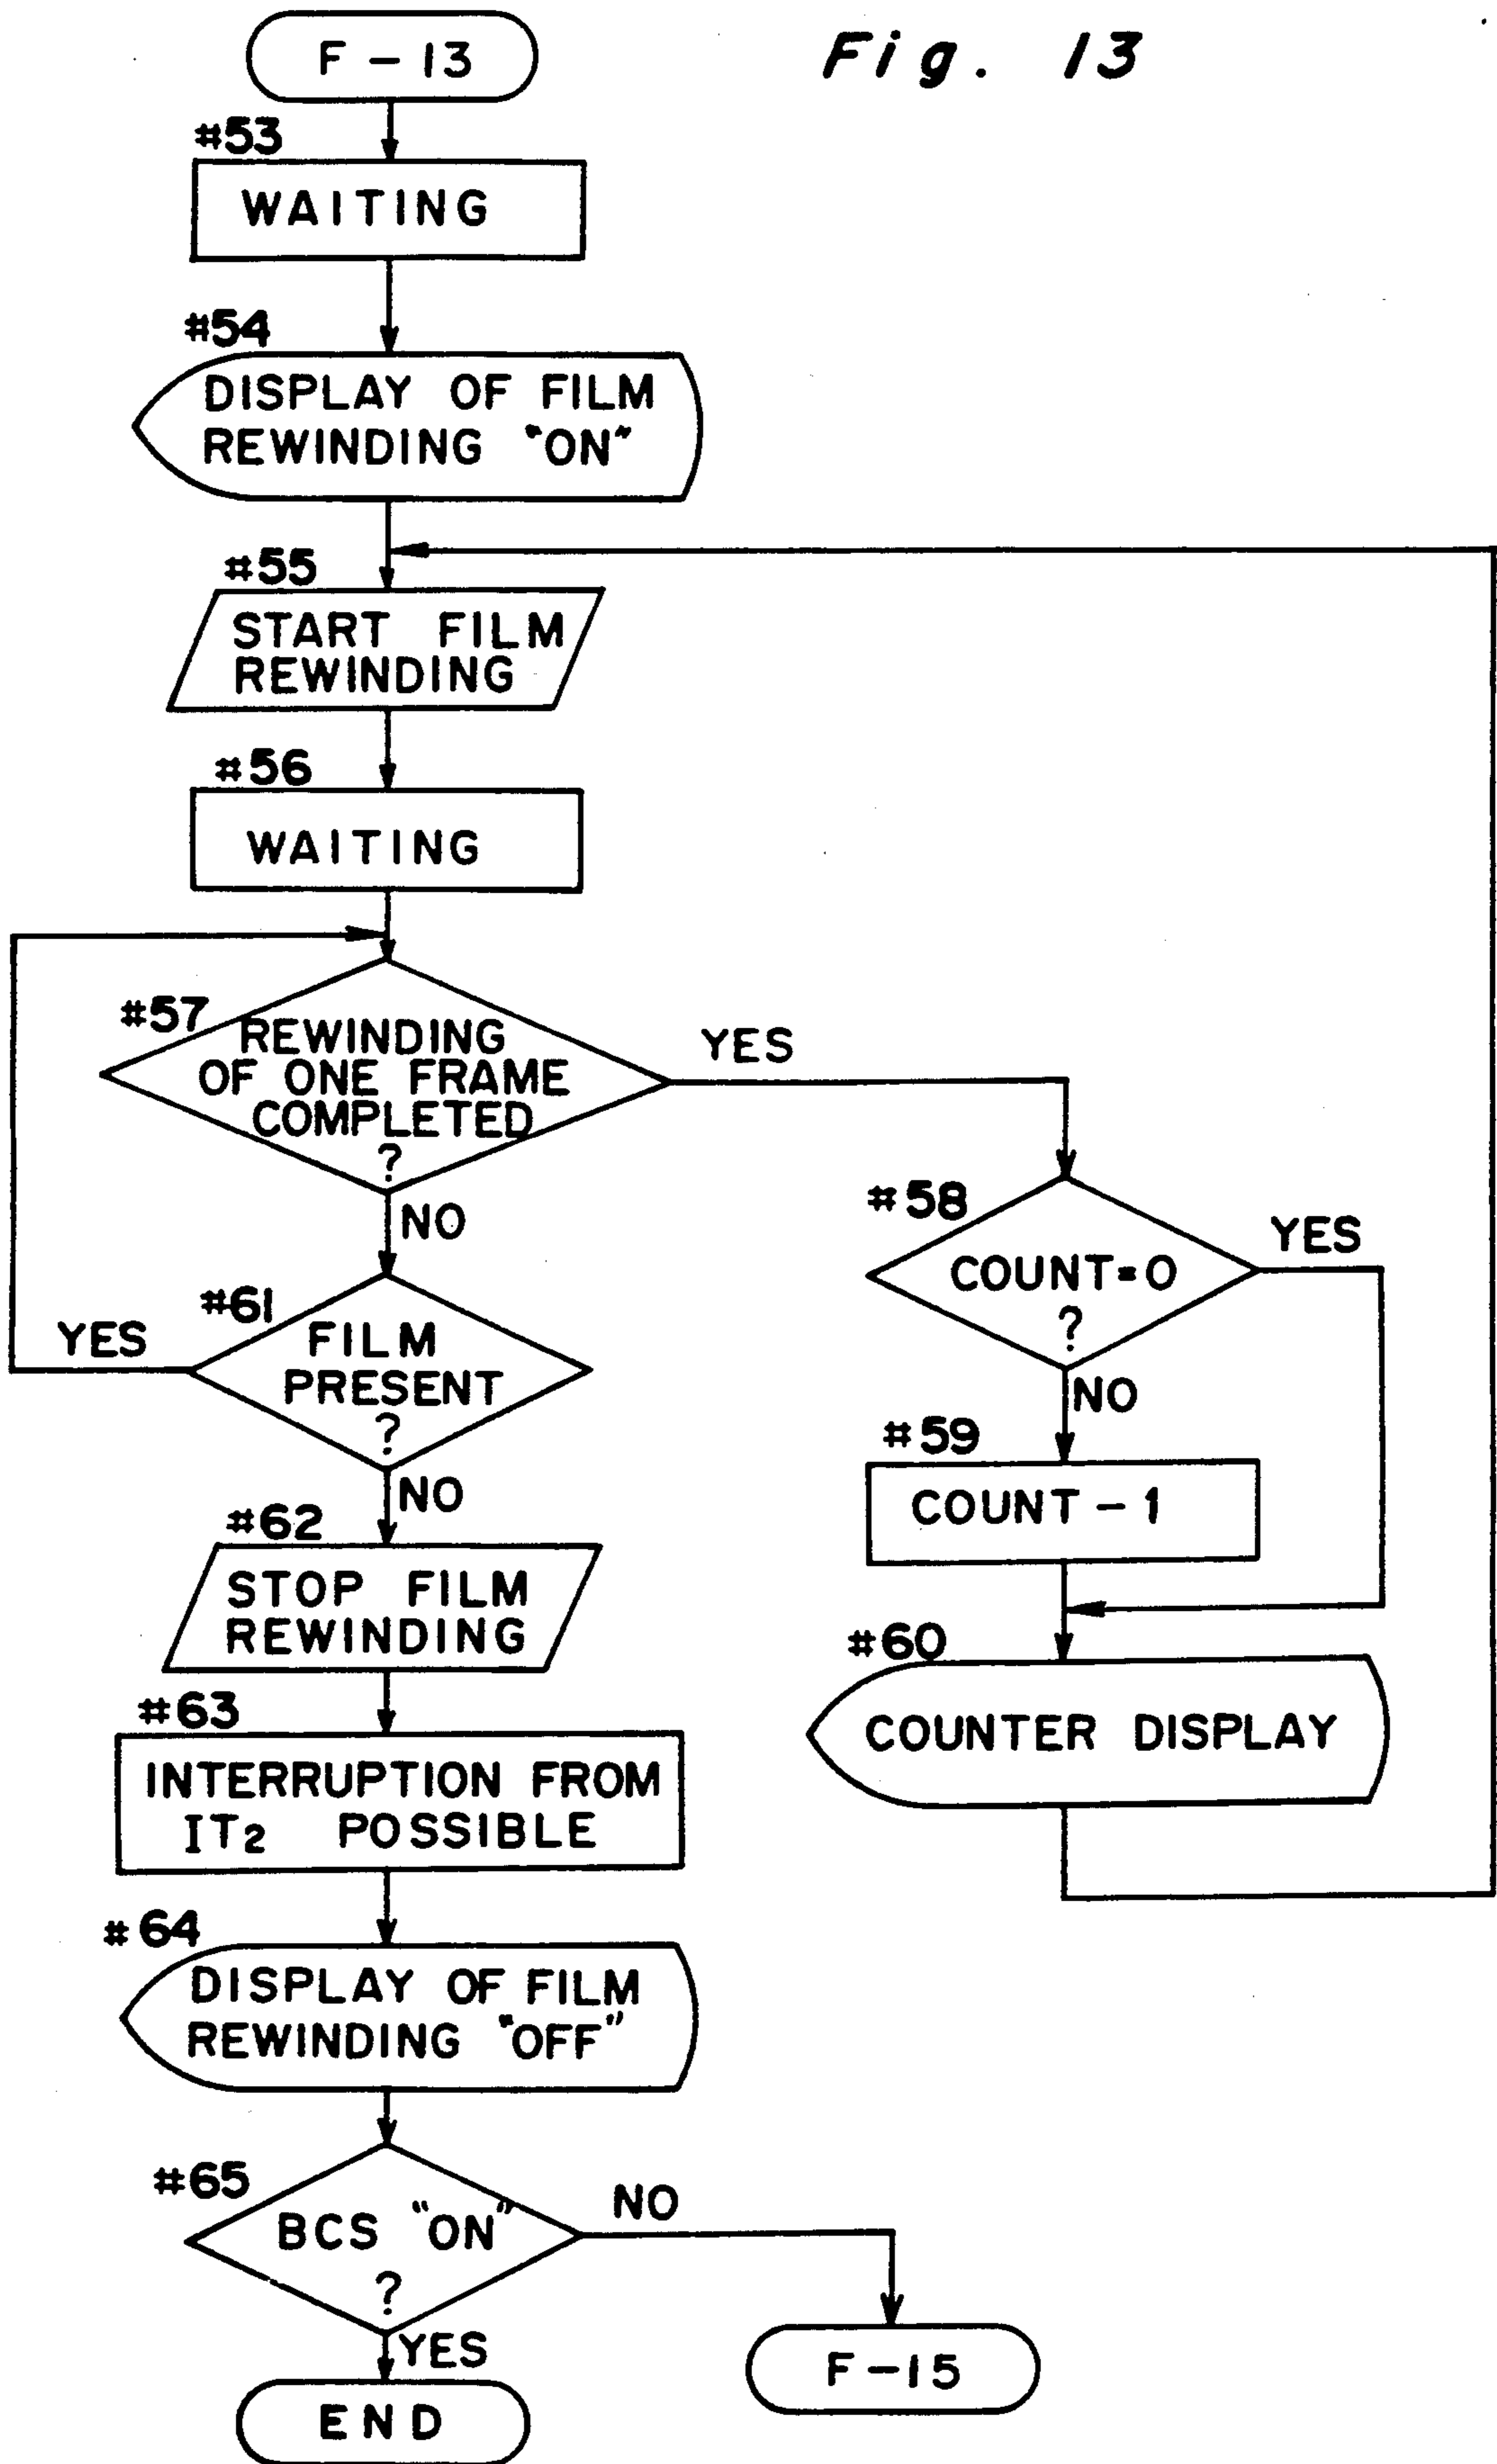 F-13
Fig. 13
#53
WAITING
#54
DISPLAY OF FILM
REWINDING "ON"
#55
START FILM
REWINDING
#56
WAITING
#57
REWINDING
OF ONE FRAME
COMPLETED
?
YES
NO
#58
COUNT=0
?
YES
NO
#59
COUNT-1
#60
COUNTER DISPLAY
#61
FILM
PRESENT
?
YES
NO
#62
STOP FILM
REWINDING
#63
INTERRUPTION FROM
IT2 POSSIBLE
#64
DISPLAY OF FILM
REWINDING "OFF"
#65
BCS "ON"
?
NO
YES
F-15
END